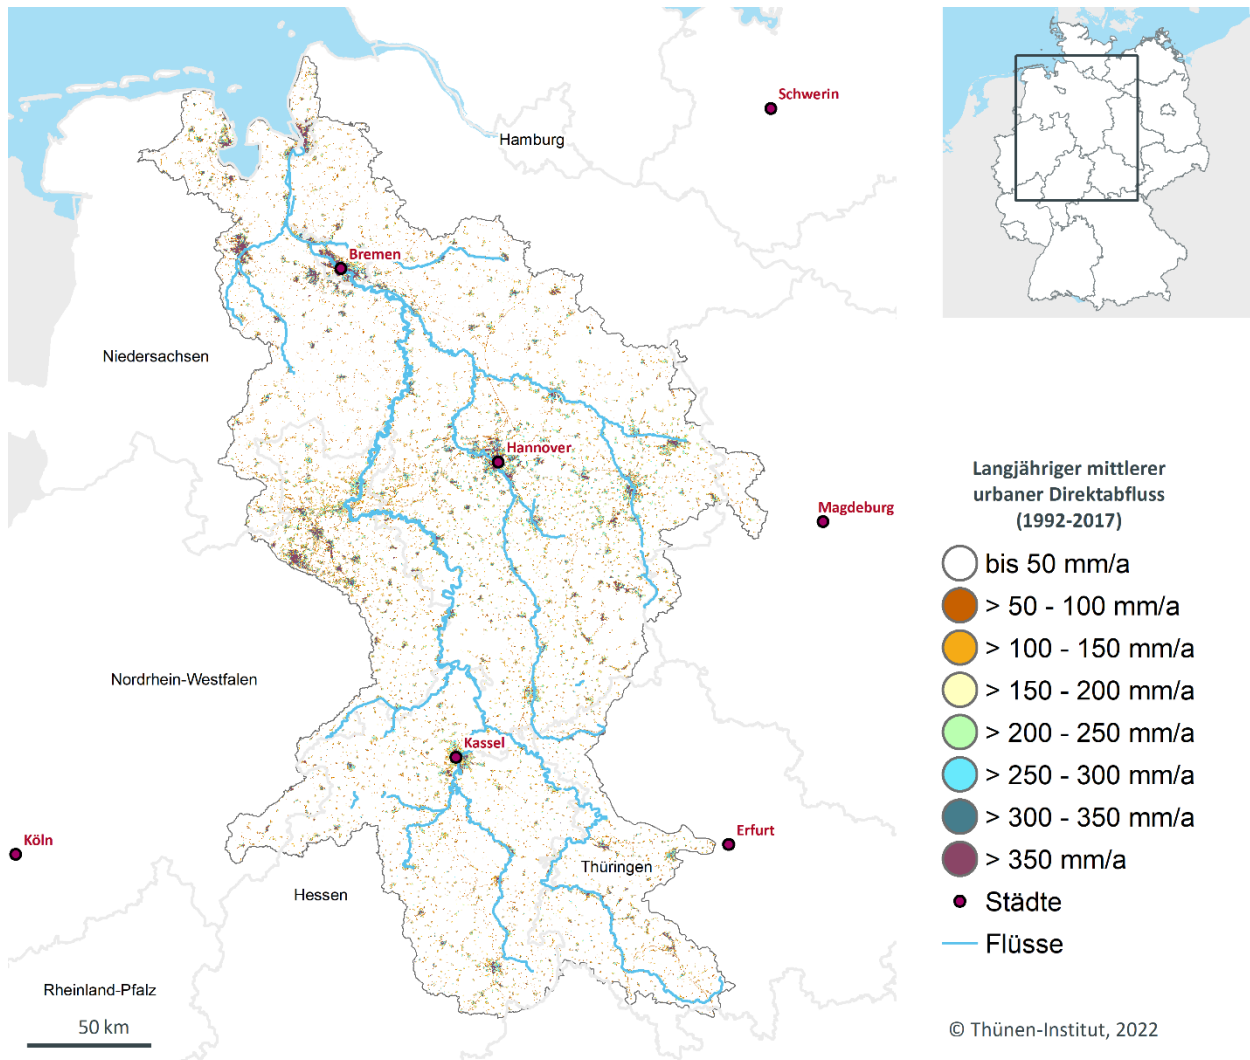 Schwerin
Hamburg
Bremen
Niedersachsen
Hannover
Magdeburg
Nordrhein-Westfalen
Kassel
Köln
Erfurt
Thüringen
Hessen
Rheinland-Pfalz
50 km
Langjähriger mittlerer
urbaner Direktabfluss
(1992-2017)
bis 50 mm/a
> 50 - 100 mm/a
> 100 - 150 mm/a
> 150 - 200 mm/a
> 200 - 250 mm/a
> 250 - 300 mm/a
> 300 - 350 mm/a
> 350 mm/a
Städte
Flüsse
© Thünen-Institut, 2022